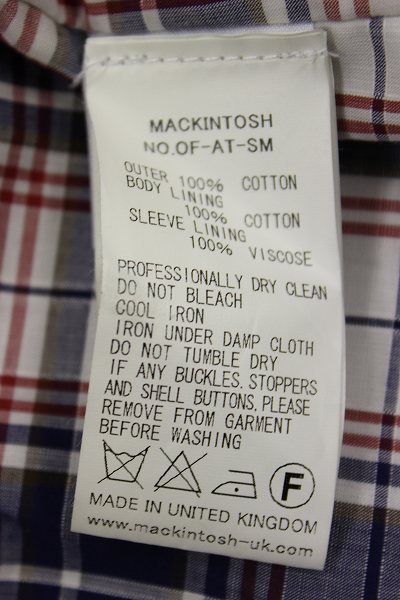 MACKINTOSH
NO.OF-AT-SM
OUTER 100% COTTON
BODY LINING
100% COTTON
SLEEVE LINING
100% VISCOSE
PROFESSIONALLY DRY CLEAN
DO NOT BLEACH
COOL IRON
IRON UNDER DAMP CLOTH
DO NOT TUMBLE DRY
IF ANY BUCKLES.STOPPERS
AND SHELL BUTTONS,PLEASE
REMOVE FROM GARMENT
BEFORE WASHING
F
MADE IN UNITED KINGDOM
www.mackintosh-uk.com